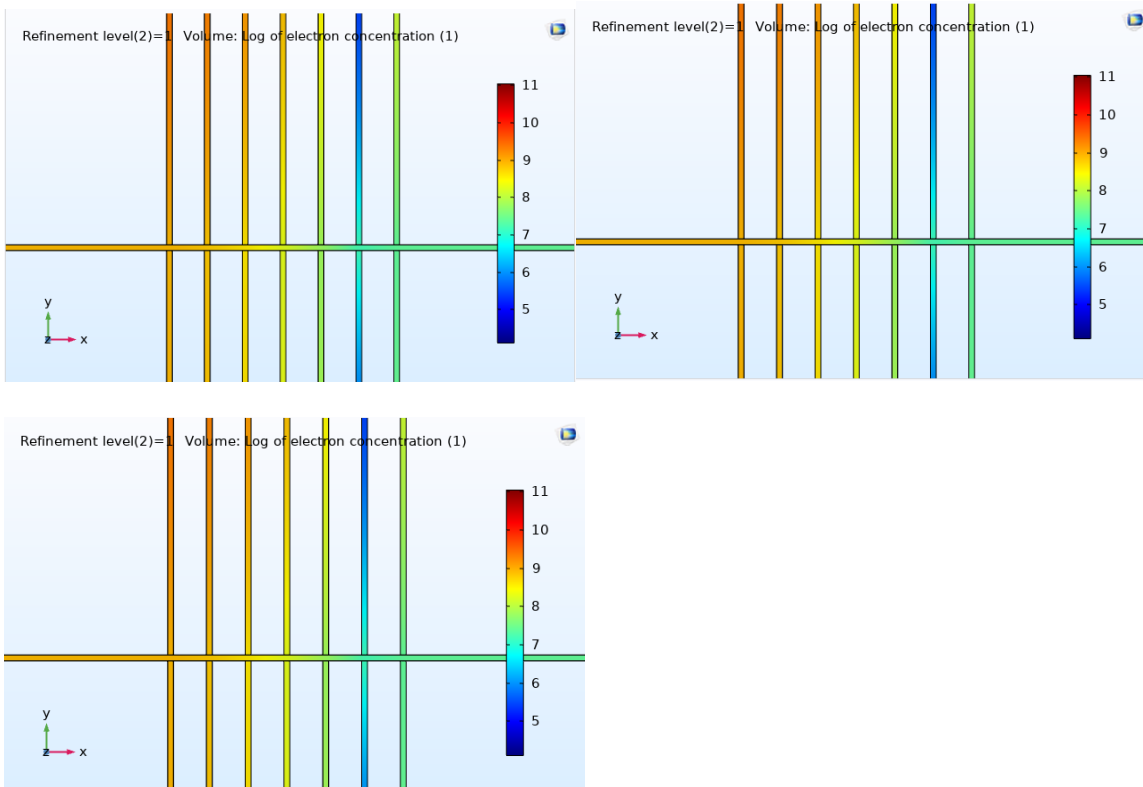 Refinement level(2)=1 Volume: Log of electron concentration (1)
11
10
9
8
7
6
5
y
z
x
Refinement level(2)=1 Volume: Log of electron concentration (1)
11
10
9
8
7
6
5
y
z
x
Refinement level(2)=1 Volume: Log of electron concentration (1)
11
10
9
8
7
6
5
y
z
x